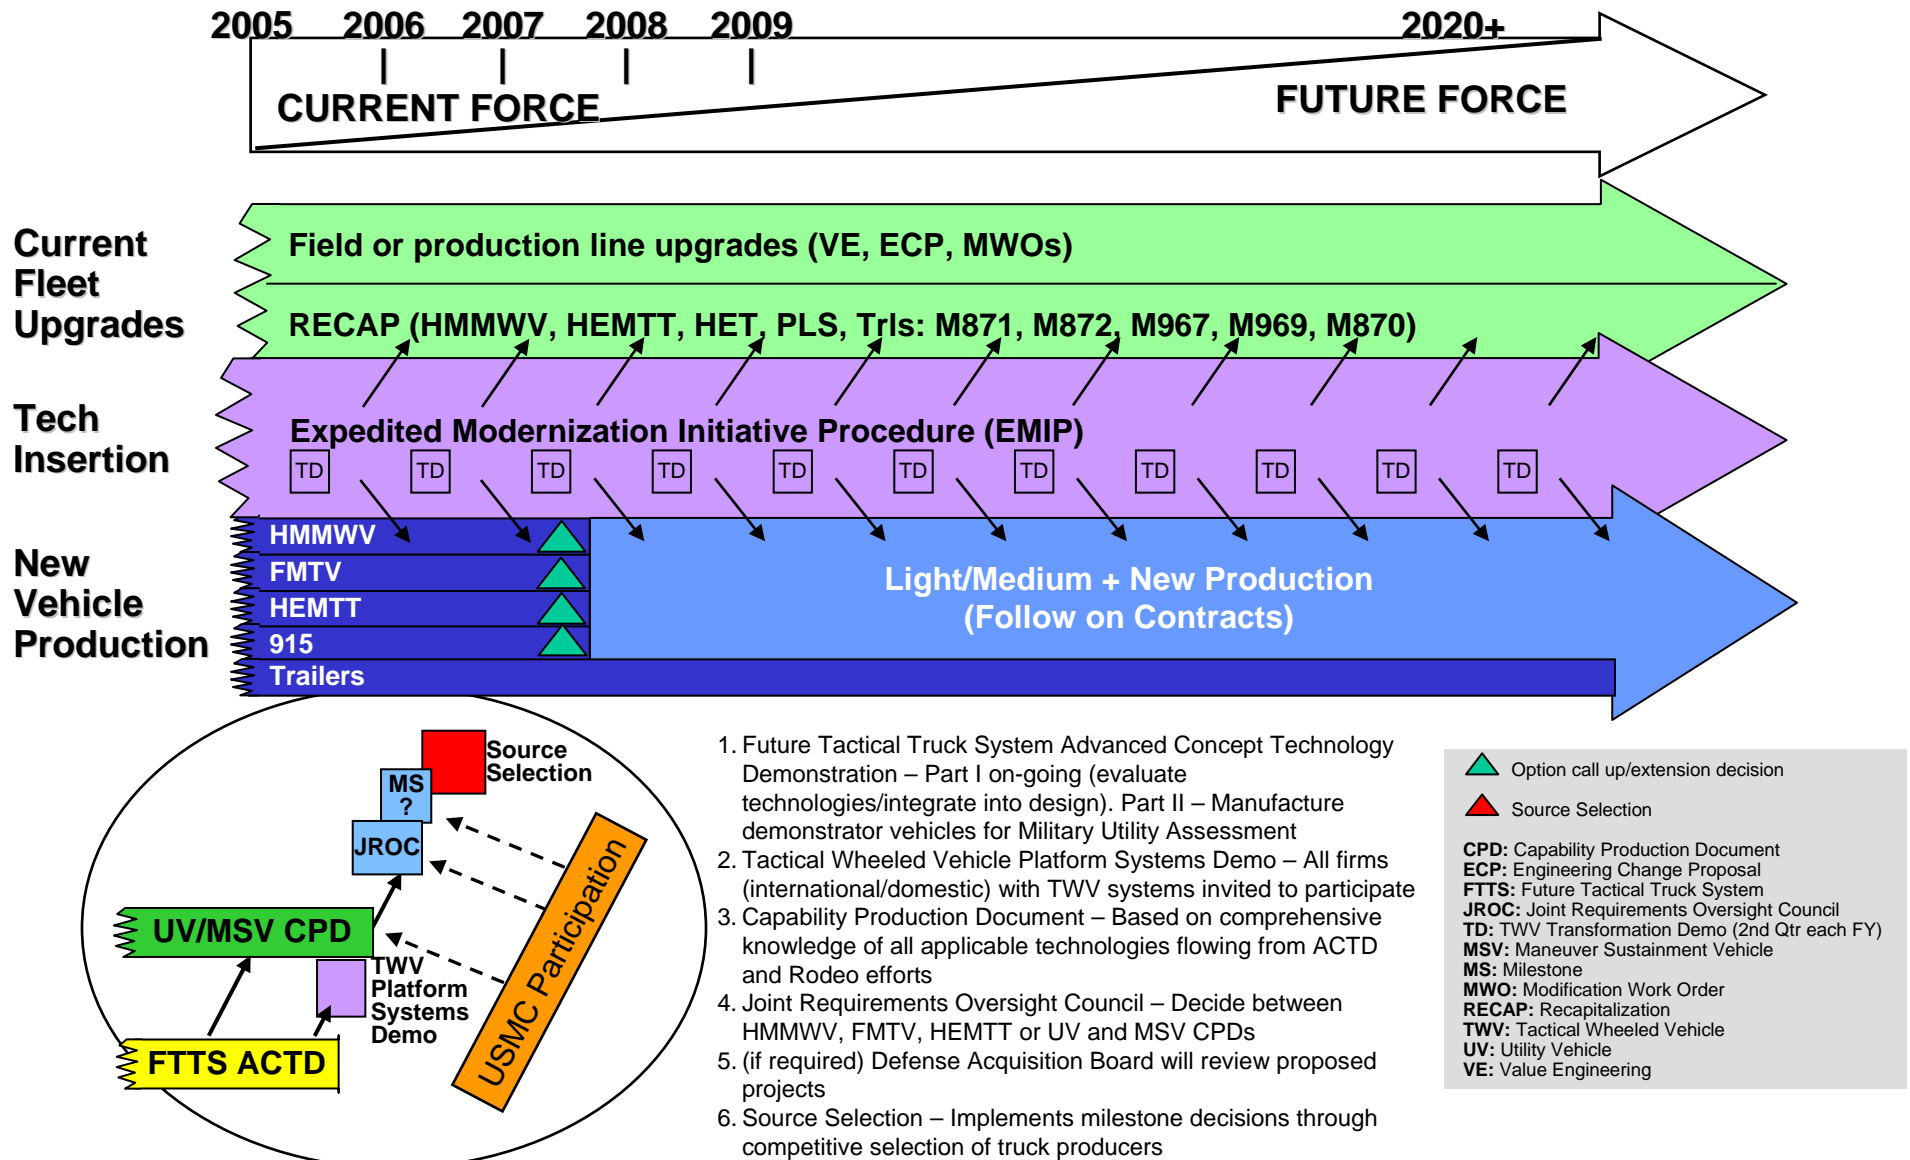 2005 2006 2007 2008 2009 2020+
CURRENT FORCE
FUTURE FORCE
Current
Fleet
Upgrades
Field or production line upgrades (VE, ECP, MWOs)
RECAP (HMMWV, HEMTT, HET, PLS, Trls: M871, M872, M967, M969, M870)
Tech
Insertion
Expedited Modernization Initiative Procedure (EMIP)
TD TD TD TD TD TD TD TD TD TD TD
New
Vehicle
Production
HMMWV
FMTV
HEMTT
915
Trailers
Light/Medium + New Production
(Follow on Contracts)
Source
Selection
MS
?
JROC
UV/MSV CPD
TWV
Platform
Systems
Demo
FTTS ACTD
USMC Participation
1. Future Tactical Truck System Advanced Concept Technology
Demonstration – Part I on-going (evaluate
technologies/integrate into design). Part II – Manufacture
demonstrator vehicles for Military Utility Assessment
2. Tactical Wheeled Vehicle Platform Systems Demo – All firms
(international/domestic) with TWV systems invited to participate
3. Capability Production Document – Based on comprehensive
knowledge of all applicable technologies flowing from ACTD
and Rodeo efforts
4. Joint Requirements Oversight Council – Decide between
HMMWV, FMTV, HEMTT or UV and MSV CPDs
5. (if required) Defense Acquisition Board will review proposed
projects
6. Source Selection – Implements milestone decisions through
competitive selection of truck producers
Option call up/extension decision
Source Selection
CPD: Capability Production Document
ECP: Engineering Change Proposal
FTTS: Future Tactical Truck System
JROC: Joint Requirements Oversight Council
TD: TWV Transformation Demo (2nd Qtr each FY)
MSV: Maneuver Sustainment Vehicle
MS: Milestone
MWO: Modification Work Order
RECAP: Recapitalization
TWV: Tactical Wheeled Vehicle
UV: Utility Vehicle
VE: Value Engineering